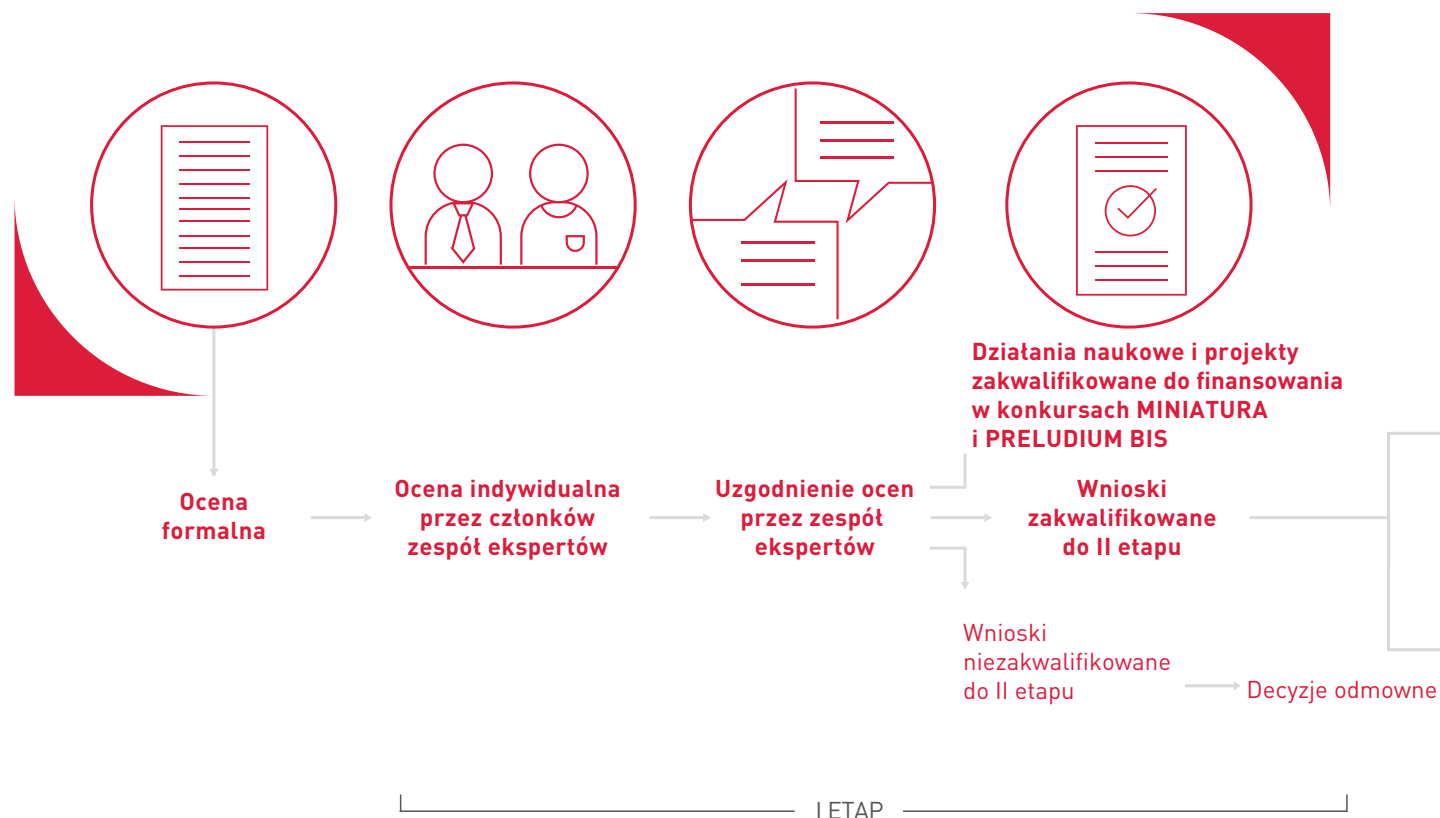 Działania naukowe i projekty
zakwalifikowane do finansowania
w konkursach MINIATURA
i PRELUDIUM BIS
Ocena
formalna
Ocena indywidualna
przez członków
zespół ekspertów
Uzgodnienie ocen
przez zespół
ekspertów
Wnioski
zakwalifikowane
do II etapu
Wnioski
niezakwalifikowane
do II etapu
Decyzje odmowne
I ETAP